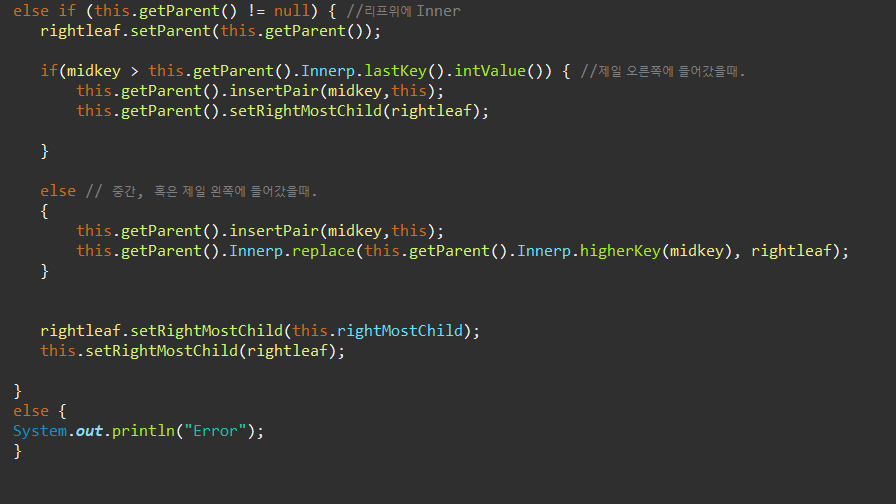 else if (this.getParent() != null) { //리프위에 Inner
rightleaf.setParent(this.getParent());
if(midkey > this.getParent().Innerp.lastKey().intValue()) { //제일 오른쪽에 들어갔을때.
this.getParent().insertPair(midkey,this);
this.getParent().setRightMostChild(rightleaf);
}
else // 중간, 혹은 제일 왼쪽에 들어갔을때.
{
this.getParent().insertPair(midkey,this);
this.getParent().Innerp.replace(this.getParent().Innerp.higherKey(midkey), rightleaf);
}
rightleaf.setRightMostChild(this.rightMostChild);
this.setRightMostChild(rightleaf);
}
else {
System.out.println("Error");
}